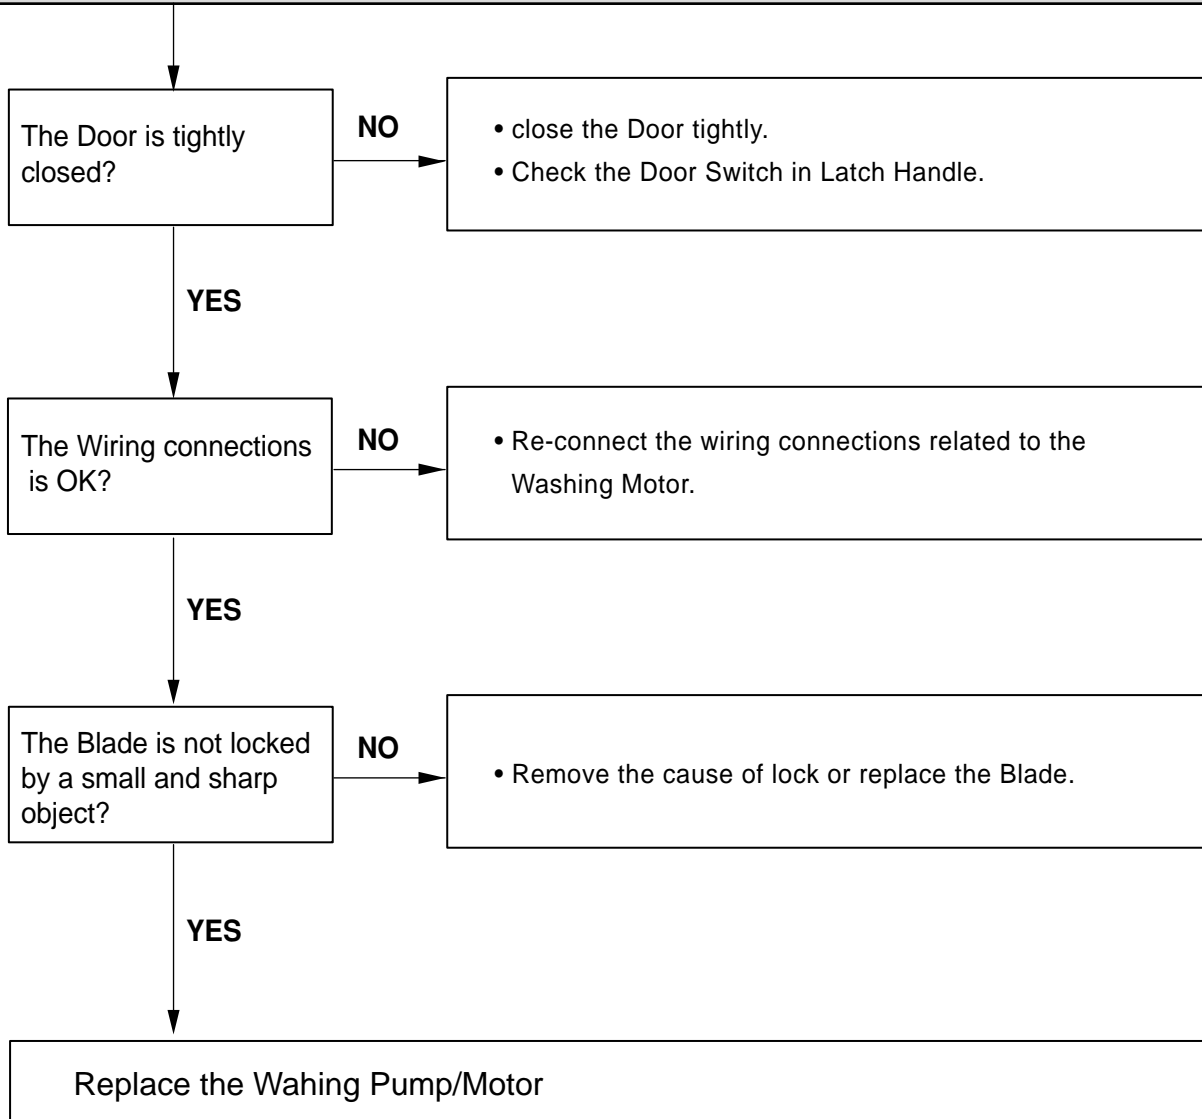 The Door is tightly
closed?
NO
• close the Door tightly.
• Check the Door Switch in Latch Handle.
YES
The Wiring connections
is OK?
NO
• Re-connect the wiring connections related to the
Washing Motor.
YES
The Blade is not locked
by a small and sharp
object?
NO
• Remove the cause of lock or replace the Blade.
YES
Replace the Wahing Pump/Motor